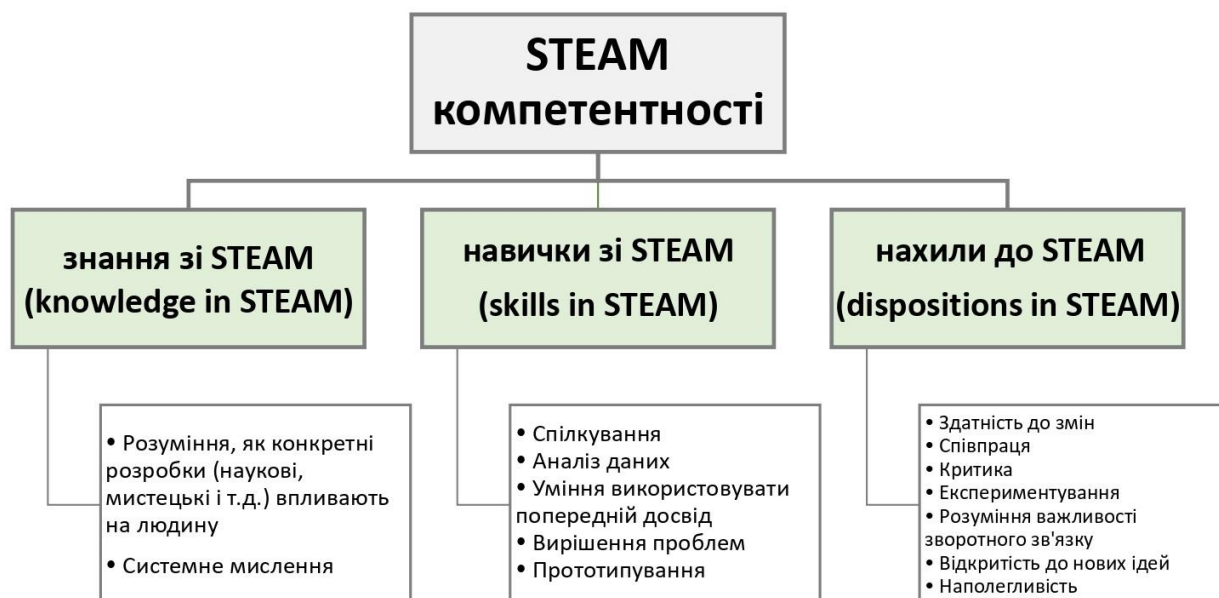 STEAM
компетентності
знання зі STEAM
(knowledge in STEAM)
навички зі STEAM
(skills in STEAM)
нахили до STEAM
(dispositions in STEAM)
• Розуміння, як конкретні
розробки (наукові,
мистецькі і т.д.) впливають
на людину
• Системне мислення
• Спілкування
• Аналіз даних
• Уміння використовувати
попередній досвід
• Вирішення проблем
• Прототипування
• Здатність до змін
• Співпраця
• Критика
• Експериментування
• Розуміння важливості
зворотного зв'язку
• Відкритість до нових ідей
• Наполегливість